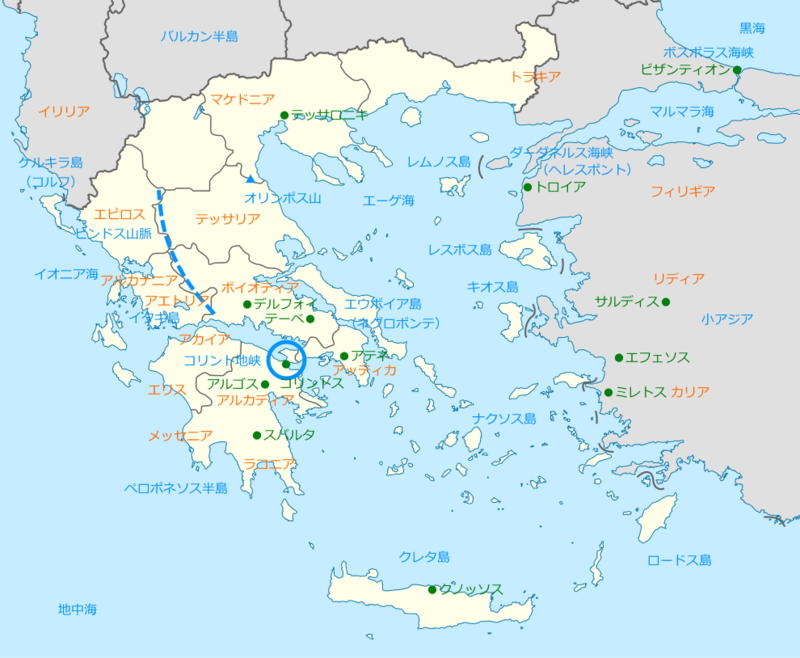 黒海
バルカン半島
ボスボラス海峡
ビザンティオン
トラキア
マケドニア
イリリア
テッサロニキ
マルマラ海
ダーダネルス海峡
(ヘレスポント)
ケルキラ島
(コルフ)
レムノス島
トロイア
フィリギア
オリンポス山
エーゲ海
エピロス
テッサリア
ピンドス山脈
レスボス島
イオニア海
アルカナニア
ボイオティア
キオス島
リディア
アエトリア
デルフォイ
エウボイア島
(ネグロポンテ)
サルディス
イタキ島
テーベ
小アジア
アカイア
コリント地峡
アテネ
エフェソス
アッティカ
エリス
アルゴス
コリントス
アルカディア
ミレトス
カリア
ナクソス島
メッセニア
スパルタ
ラコニア
ペロポネソス半島
クレタ島
ロードス島
クノッソス
地中海